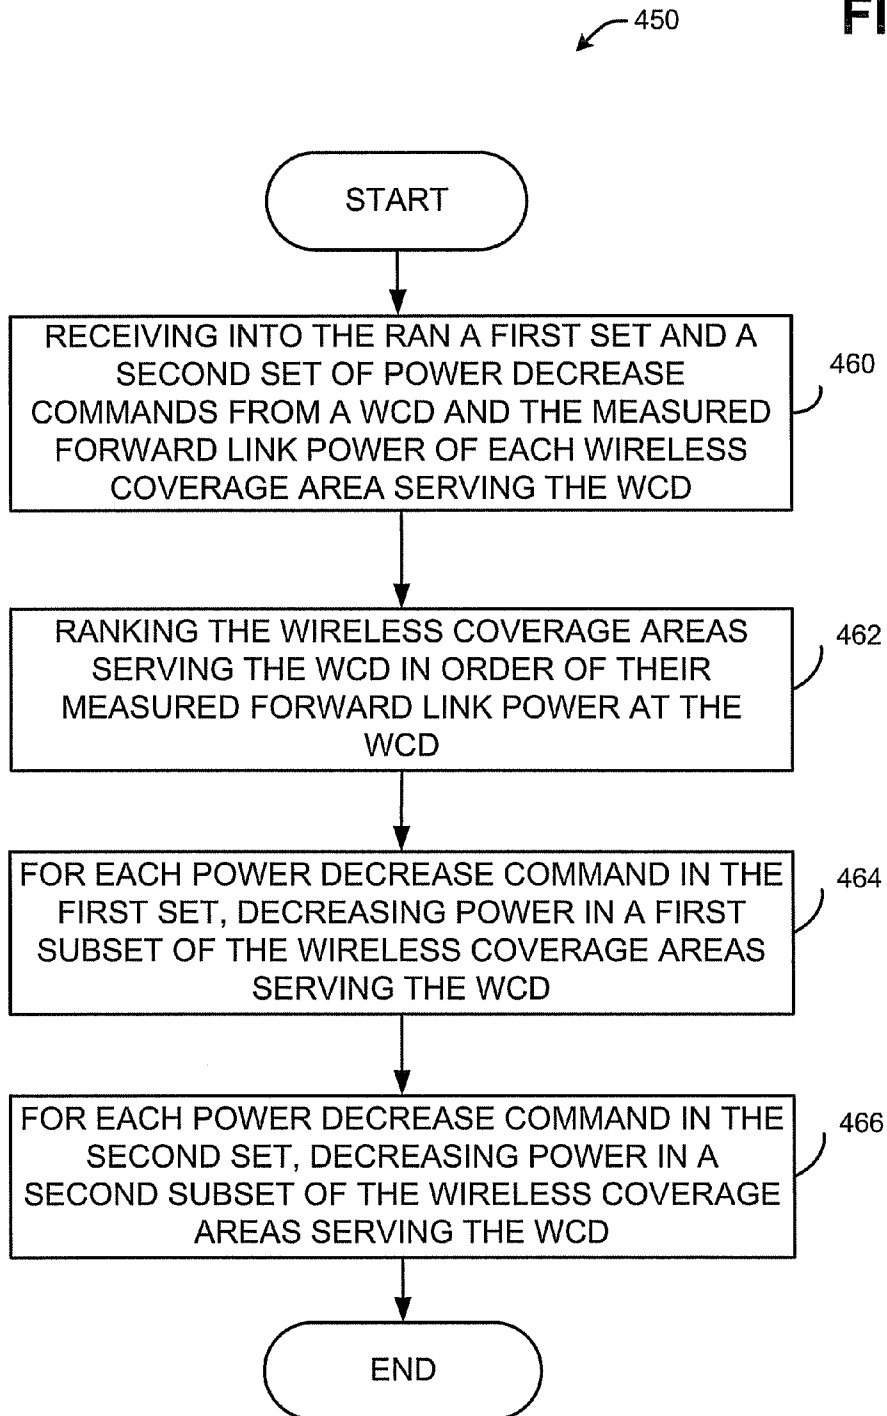 FI
450
START
RECEIVING INTO THE RAN A FIRST SET AND A
SECOND SET OF POWER DECREASE
COMMANDS FROM A WCD AND THE MEASURED
FORWARD LINK POWER OF EACH WIRELESS
COVERAGE AREA SERVING THE WCD
460
RANKING THE WIRELESS COVERAGE AREAS
SERVING THE WCD IN ORDER OF THEIR
MEASURED FORWARD LINK POWER AT THE
WCD
462
FOR EACH POWER DECREASE COMMAND IN THE
FIRST SET, DECREASING POWER IN A FIRST
SUBSET OF THE WIRELESS COVERAGE AREAS
SERVING THE WCD
464
FOR EACH POWER DECREASE COMMAND IN THE
SECOND SET, DECREASING POWER IN A
SECOND SUBSET OF THE WIRELESS COVERAGE
AREAS SERVING THE WCD
466
END